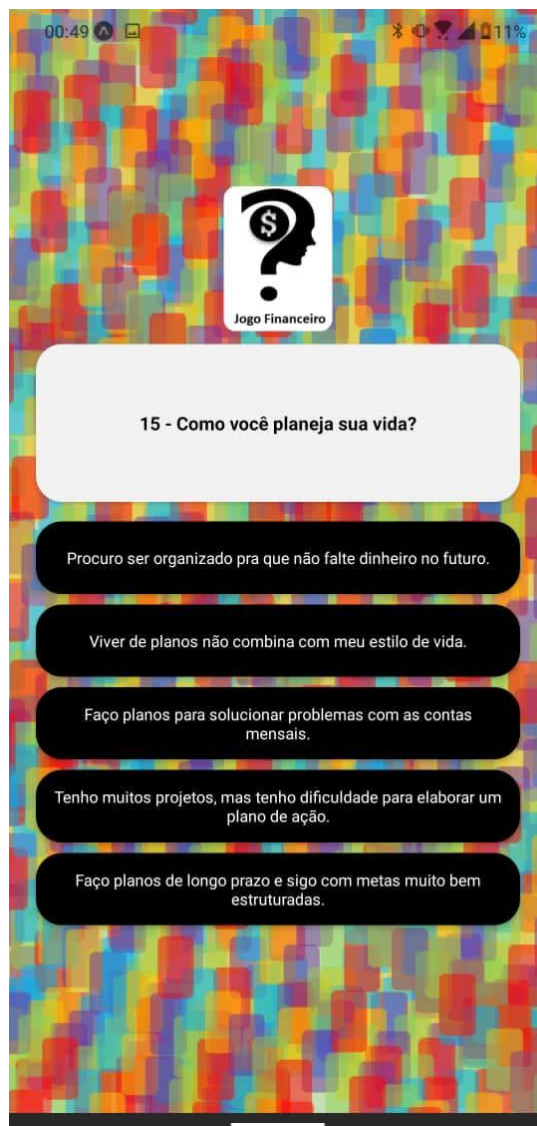 00:49
11%
$
Jogo Financeiro
15 - Como você planeja sua vida?
Procuro ser organizado pra que não falte dinheiro no futuro.
Viver de planos não combina com meu estilo de vida.
Faço planos para solucionar problemas com as contas
mensais.
Tenho muitos projetos, mas tenho dificuldade para elaborar um
plano de ação.
Faço planos de longo prazo e sigo com metas muito bem
estruturadas.